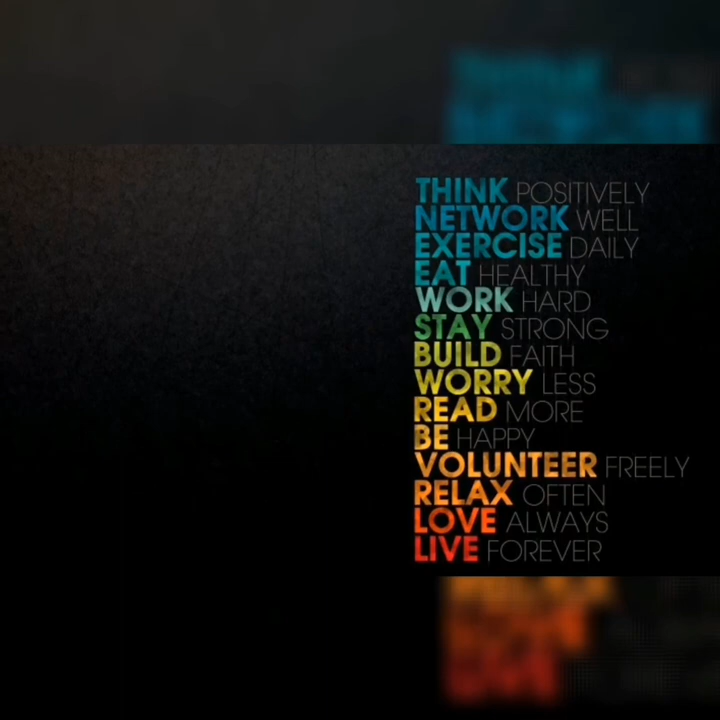 THINK POSITIVELY
NETWORK WELL
EXERCISE DAILY
EAT HEALTHY
WORK HARD
STAY STRONG
BUILD FAITH
WORRY LESS
READ MORE
BE HAPPY
VOLUNTEER FREELY
RELAX OFTEN
LOVE ALWAYS
LIVE FOREVER